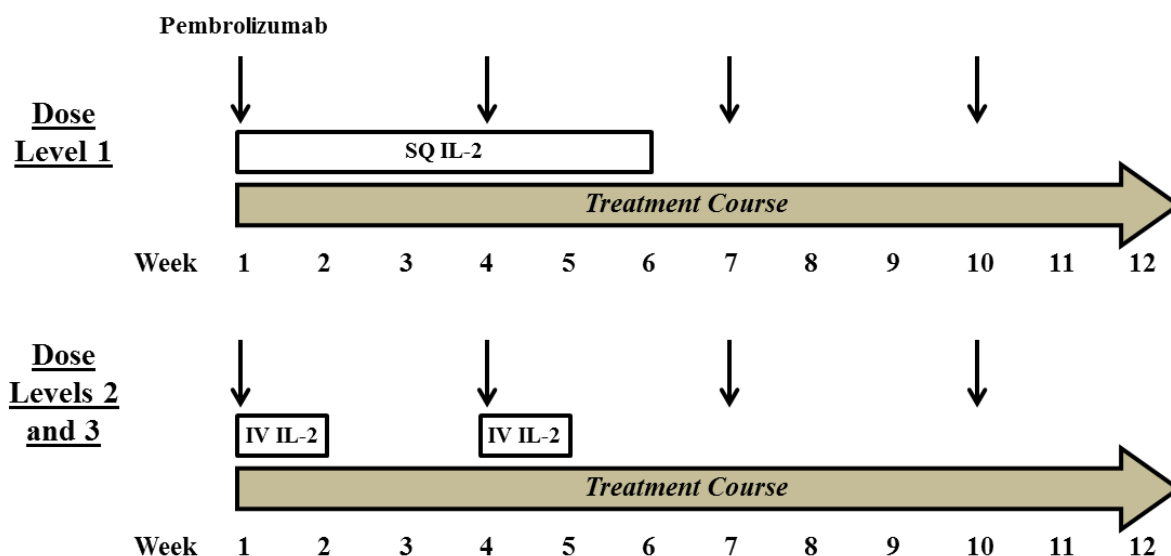 Pembrolizumab
Dose
Level 1
SQ IL-2
Treatment Course
Week 1 2 3 4 5 6 7 8 9 10 11 12
Dose
Levels 2
and 3
IV IL-2 IV IL-2
Treatment Course
Week 1 2 3 4 5 6 7 8 9 10 11 12